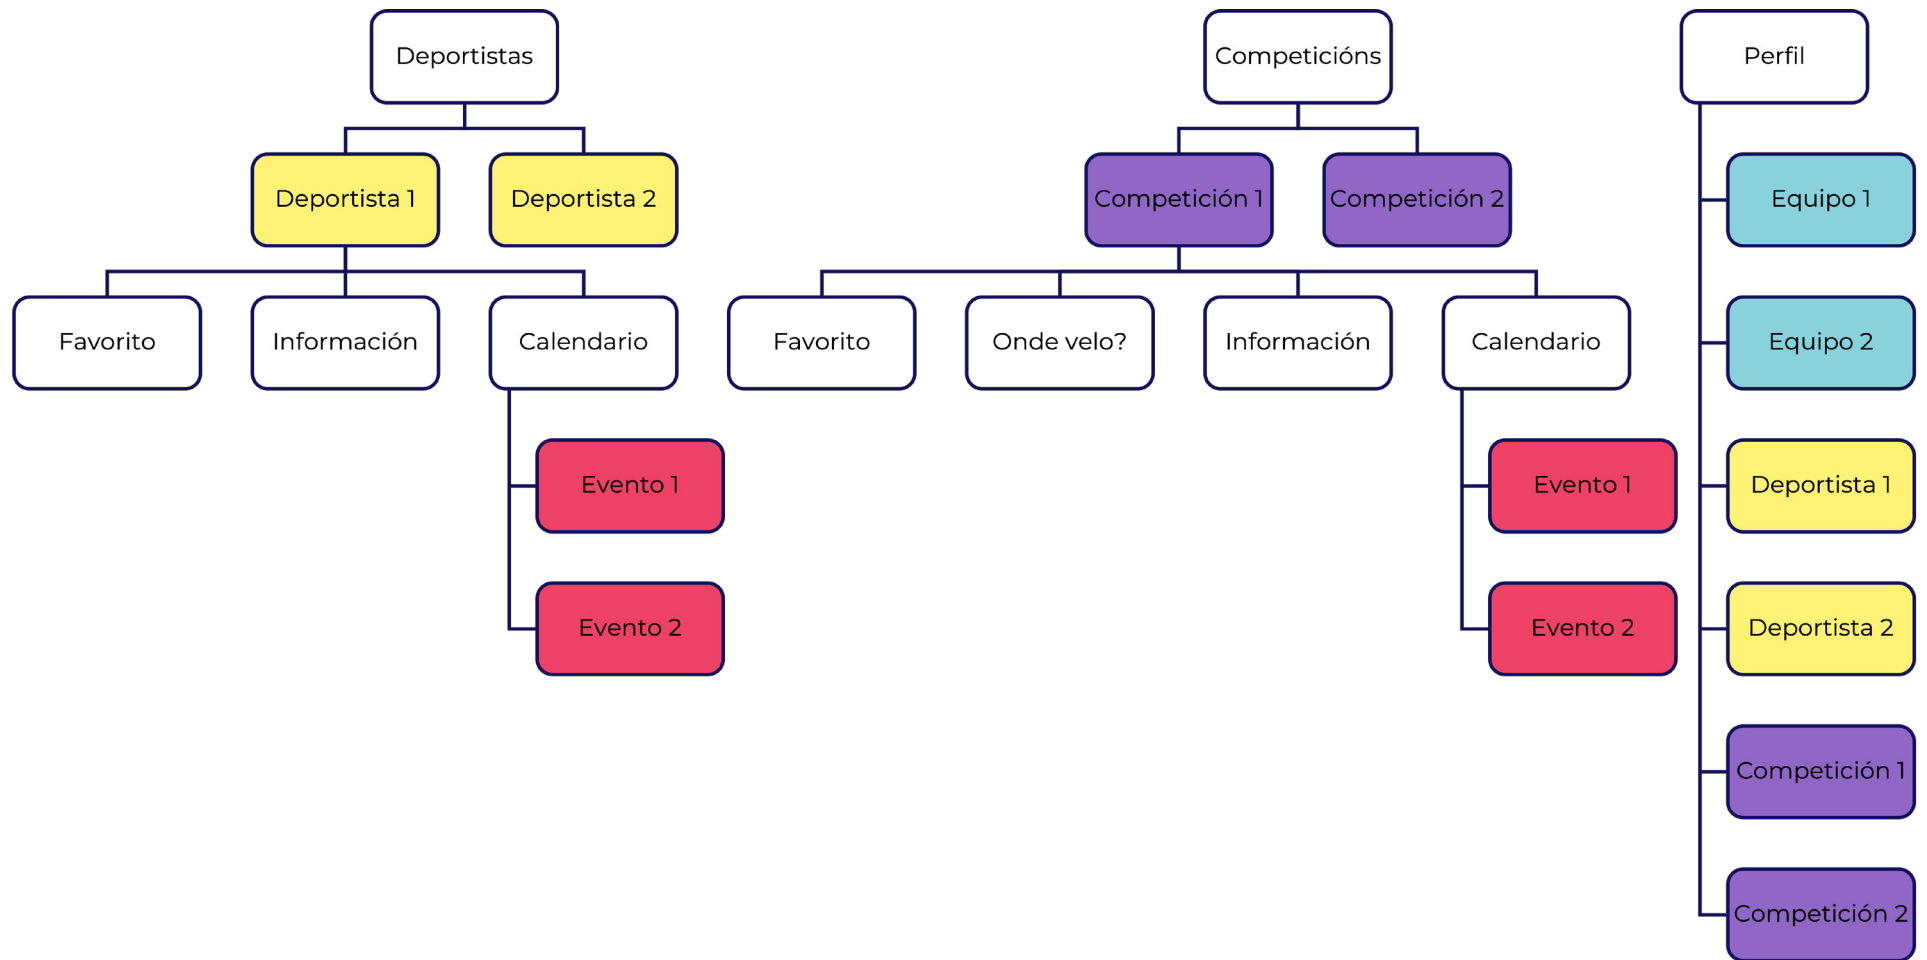 Deportistas
Competicións
Perfil
Deportista 1
Deportista 2
Competición 1
Competición 2
Equipo 1
Favorito
Información
Calendario
Favorito
Onde velo?
Información
Calendario
Equipo 2
Evento 1
Evento 1
Deportista 1
Evento 2
Evento 2
Deportista 2
Competición 1
Competición 2